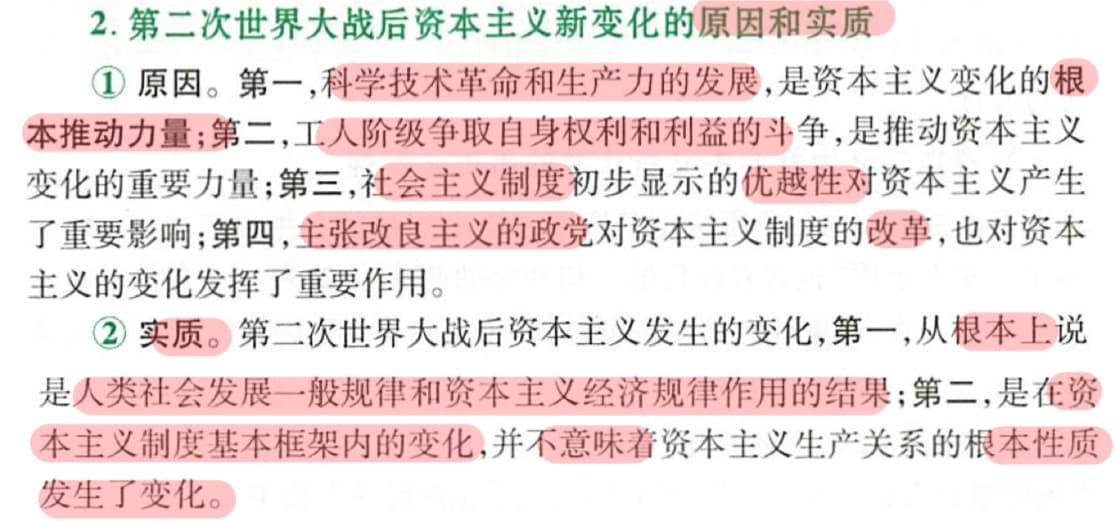 2. 第二次世界大战后资本主义新变化的原因和实质
① 原因。第一,科学技术革命和生产力的发展,是资本主义变化的根
本推动力量;第二,工人阶级争取自身权利和利益的斗争,是推动资本主义
变化的重要力量;第三,社会主义制度初步显示的优越性对资本主义产生
了重要影响;第四,主张改良主义的政党对资本主义制度的改革,也对资本
主义的变化发挥了重要作用。
② 实质。第二次世界大战后资本主义发生的变化,第一,从根本上说
是人类社会发展一般规律和资本主义经济规律作用的结果;第二,是在资
本主义制度基本框架内的变化,并不意味着资本主义生产关系的根本性质
发生了变化。